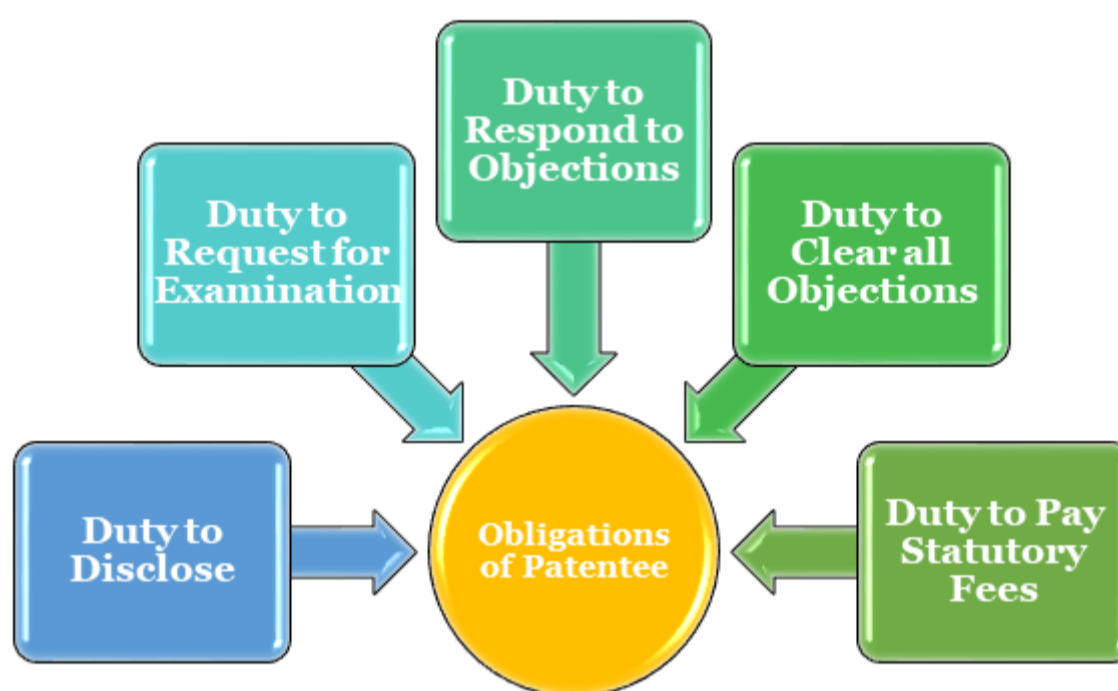 Duty to
Respond to
Objections
Duty to
Request for
Examination
Duty to
Clear all
Objections
Duty to
Disclose
Obligations
of Patentee
Duty to Pay
Statutory
Fees